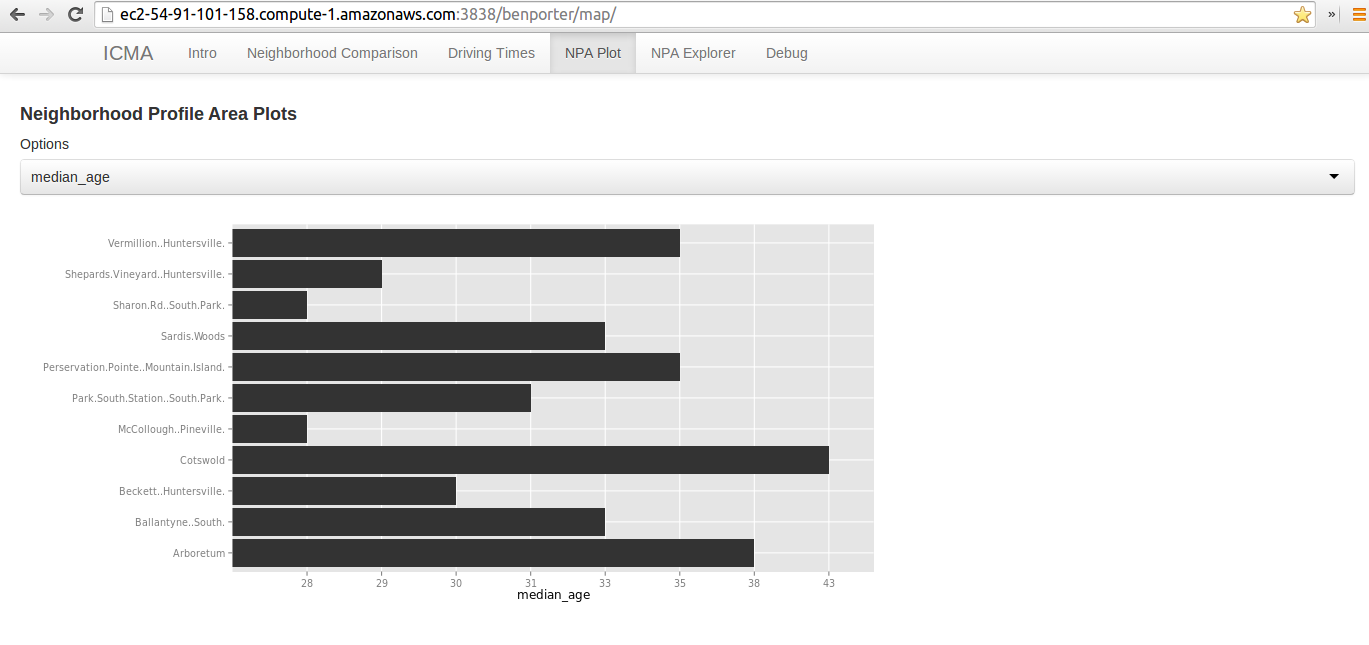 ec2-54-91-101-158.compute-1.amazonaws.com:3838/benporter/map/ »
ICMA Intro Neighborhood Comparison Driving Times NPA Plot NPA Explorer Debug
Neighborhood Profile Area Plots
Options
median_age
Vermillion..Huntersville.
Shepards.Vineyard..Huntersville.
Sharon.Rd..South.Park.
Sardis.Woods
Perservation.Pointe..Mountain.Island.
Park.South.Station..South.Park.
McCollough..Pineville.
Cotswold
Beckett..Huntersville.
Ballantyne..South.
Arboretum
28 29 30 31 33 35 38 43
median_age